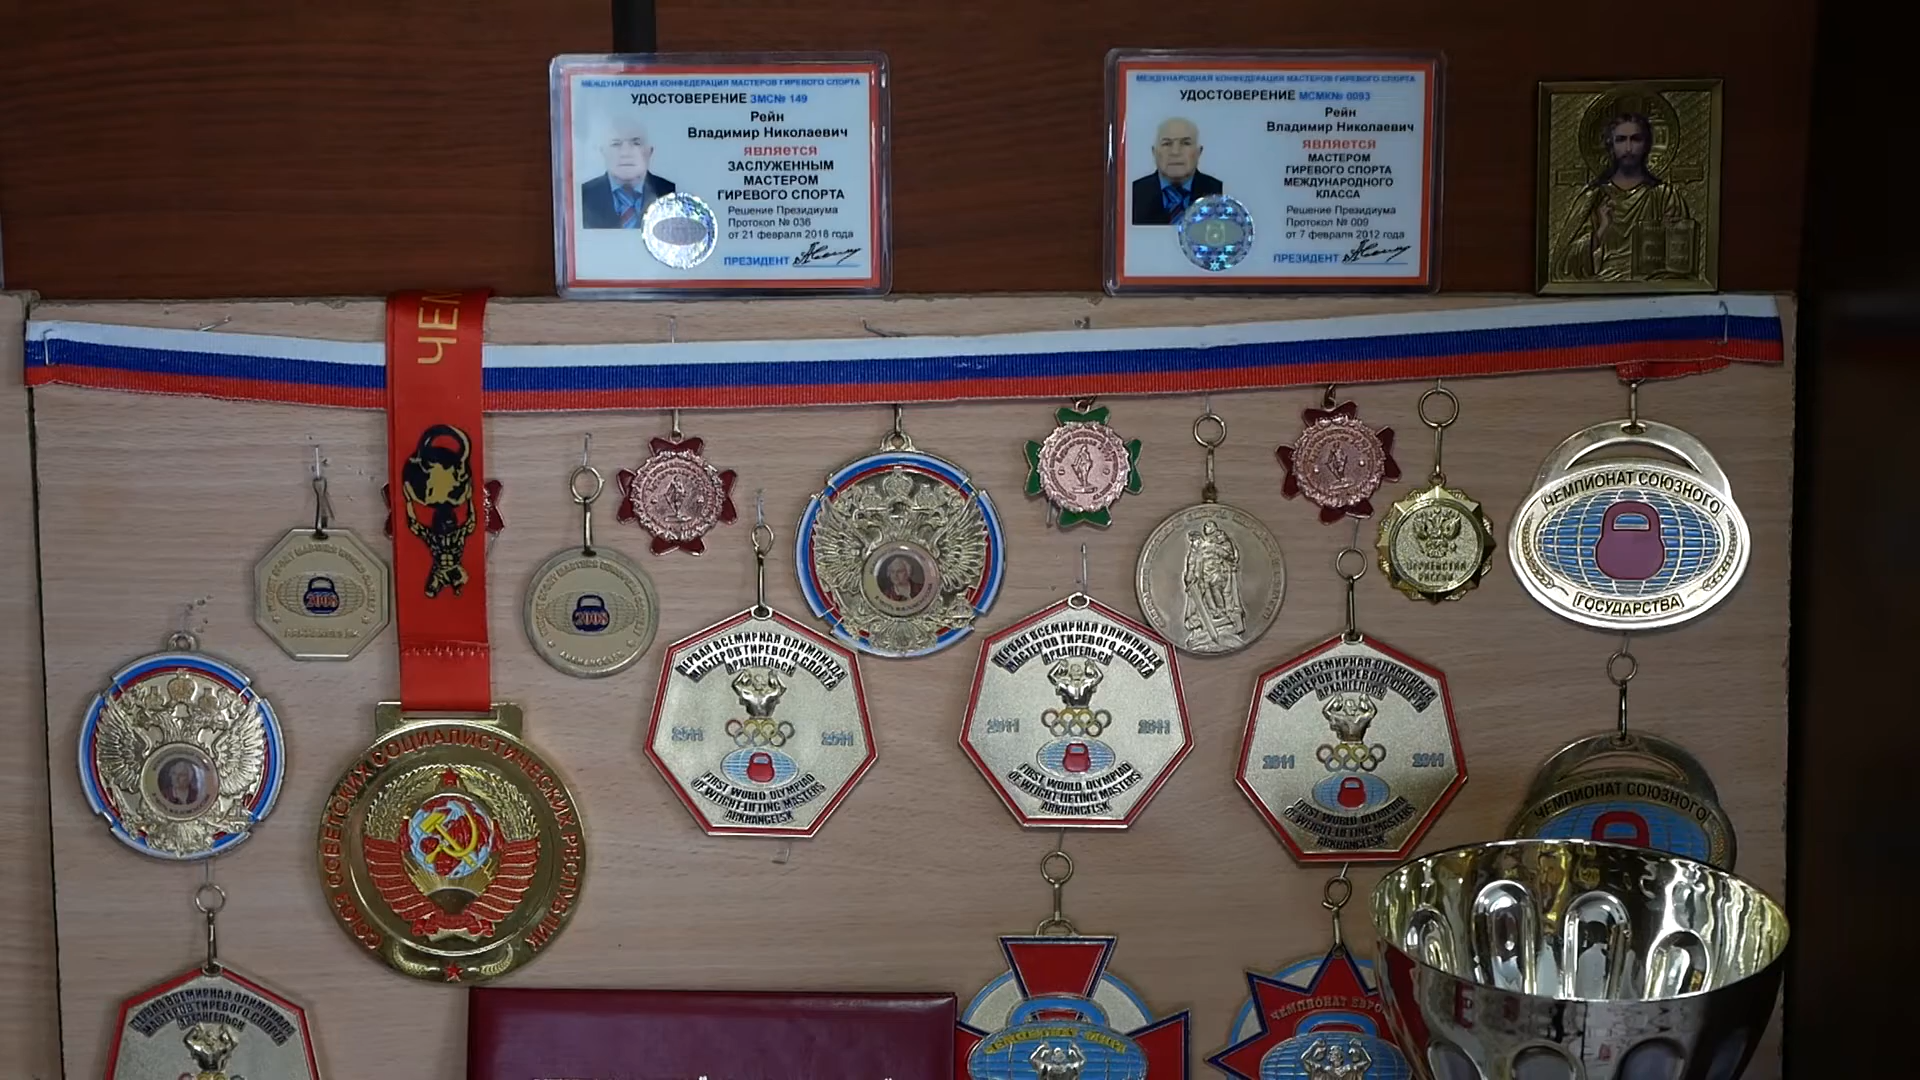 МЕЖДУНАРОДНАЯ КОНФЕДЕРАЦИЯ МАСТЕРОВ ГИРЕВОГО СПОРТА
УДОСТОВЕРЕНИЕ ЗМС№ 149
Рейн
Владимир Николаевич
является
ЗАСЛУЖЕННЫМ
МАСТЕРОМ
ГИРЕВОГО СПОРТА
Решение Президиума
Протокол № 036
от 21 февраля 2018 года
ПРЕЗИДЕНТ
МЕЖДУНАРОДНАЯ КОНФЕДЕРАЦИЯ МАСТЕРОВ ГИРЕВОГО СПОРТА
УДОСТОВЕРЕНИЕ МСМК№ 0093
Рейн
Владимир Николаевич
является
МАСТЕРОМ
ГИРЕВОГО СПОРТА
МЕЖДУНАРОДНОГО
КЛАССА
Решение Президиума
Протокол № 009
от 7 февраля 2012 года
ПРЕЗИДЕНТ
ЧЕМ
2008
2008
ARKHANGELSK
ЧЕМПИОНАТ СОЮЗНОГО
ГОСУДАРСТВА
ПЕРВАЯ ВСЕМИРНАЯ ОЛИМПИАДА
МАСТЕРОВ ГИРЕВОГО СПОРТА
АРХАНГЕЛЬСК
2011 2011
FIRST WORLD OLYMPIAD
OF WEIGHT-LIFTING MASTERS
ARKHANGELSK
ПЕРВАЯ ВСЕМИРНАЯ ОЛИМПИАДА
МАСТЕРОВ ГИРЕВОГО СПОРТА
АРХАНГЕЛЬСК
2011 2011
FIRST WORLD OLYMPIAD
OF WEIGHT-LIFTING MASTERS
ARKHANGELSK
ПЕРВАЯ ВСЕМИРНАЯ ОЛИМПИАДА
МАСТЕРОВ ГИРЕВОГО СПОРТА
АРХАНГЕЛЬСК
2011 2011
FIRST WORLD OLYMPIAD
OF WEIGHT-LIFTING MASTERS
ARKHANGELSK
СОЮЗ СОВЕТСКИХ СОЦИАЛИСТИЧЕСКИХ РЕСПУБЛИК
ЧЕМПИОНАТ СОЮЗНОГО
ПЕРВАЯ ВСЕМИРНАЯ ОЛИМПИАДА
МАСТЕРОВ ГИРЕВОГО СПОРТА
АРХАНГЕЛЬСК
ЧЕМПИОНАТ ЕВРО